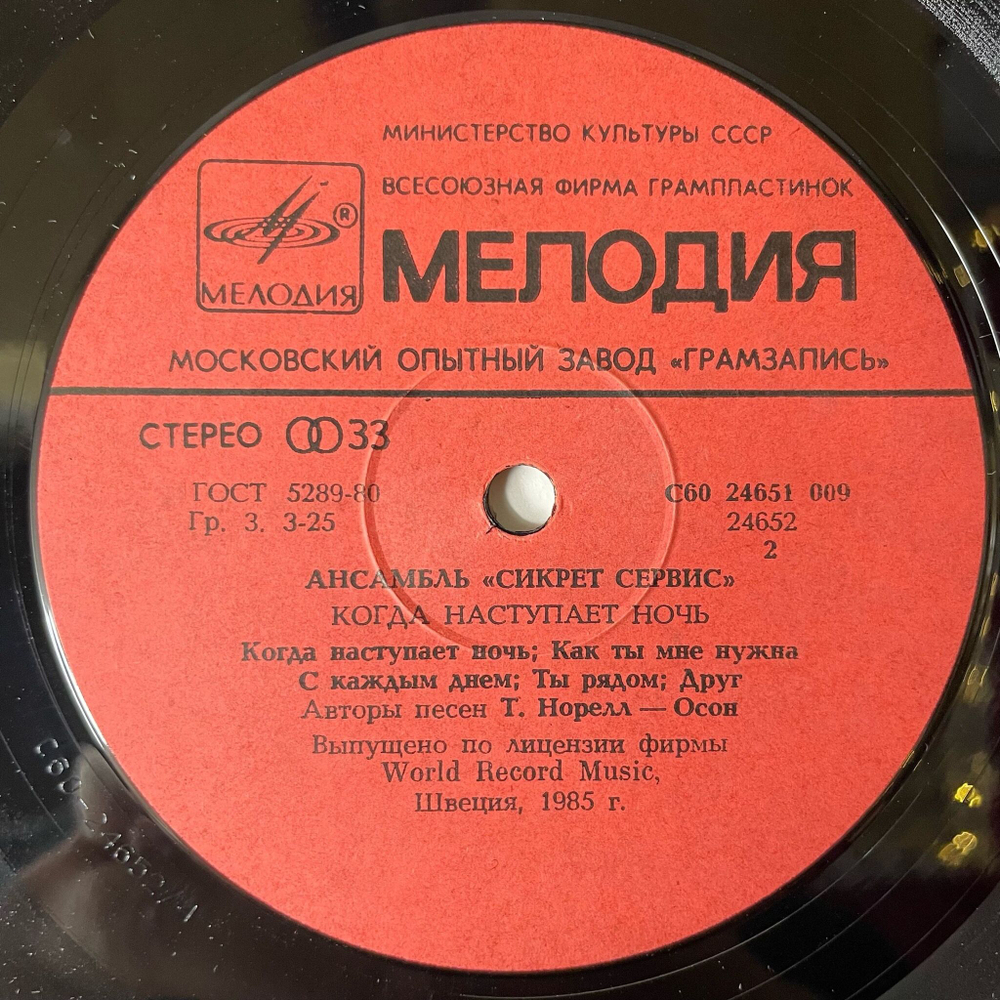 МИНИСТЕРСТВО КУЛЬТУРЫ СССР
ВСЕСОЮЗНАЯ ФИРМА ГРАМПЛАСТИНОК
®
МЕЛОДИЯ
МЕЛОДИЯ
МОСКОВСКИЙ ОПЫТНЫЙ ЗАВОД «ГРАМЗАПИСЬ»
СТЕРЕО 33
ГОСТ 5289-80
С60 24651 009
Гр. 3. 3-25
24652
2
АНСАМБЛЬ «СИКРЕТ СЕРВИС»
КОГДА НАСТУПАЕТ НОЧЬ
Когда наступает ночь; Как ты мне нужна
С каждым днем; Ты рядом; Друг
Авторы песен Т. Норелл — Осон
Выпущено по лицензии фирмы
World Record Music,
Швеция, 1985 г.